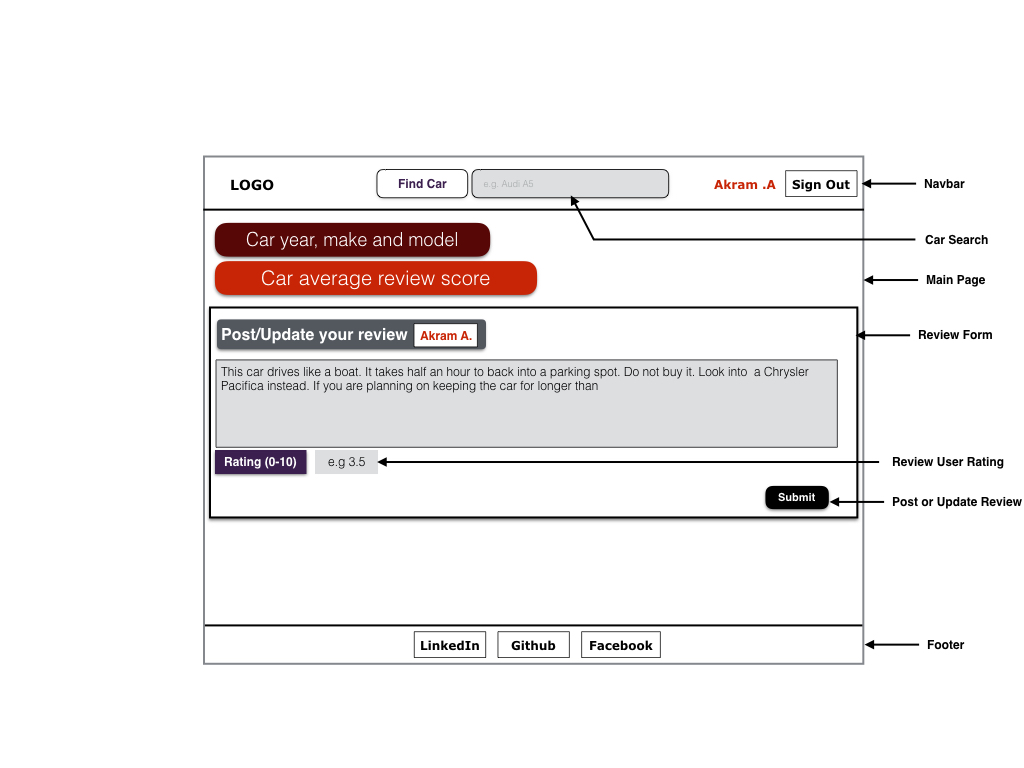 LOGO
Find Car
e.g. Audi A5
Akram .A
Sign Out
Navbar
Car year, make and model
Car Search
Car average review score
Main Page
Post/Update your review
Akram A.
Review Form
This car drives like a boat. It takes half an hour to back into a parking spot. Do not buy it. Look into a Chrysler
Pacifica instead. If you are planning on keeping the car for longer than
Rating (0-10)
e.g 3.5
Review User Rating
Submit
Post or Update Review
LinkedIn
Github
Facebook
Footer